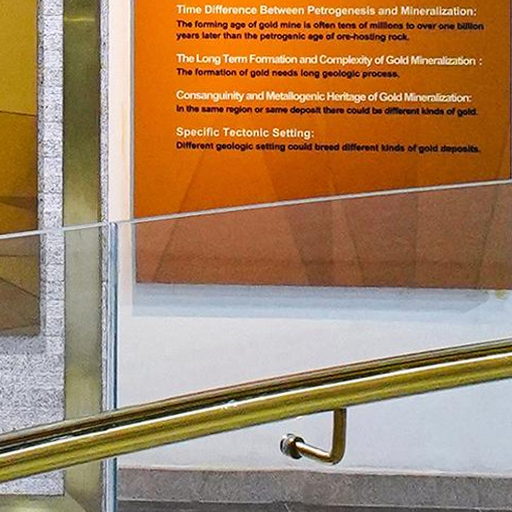 Time Difference Between Petrogenesis and Mineralization:
The forming age of gold mine is often tens of millions to over one billion
years later than the petrogenic age of ore-hosting rock.
The Long Term Formation and Complexity of Gold Mineralization :
The formation of gold needs long geologic process.
Consanguinity and Metallogenic Heritage of Gold Mineralization:
In the same region or same deposit there could be different kinds of gold.
Specific Tectonic Setting:
Different geologic setting could breed different kinds of gold deposits.